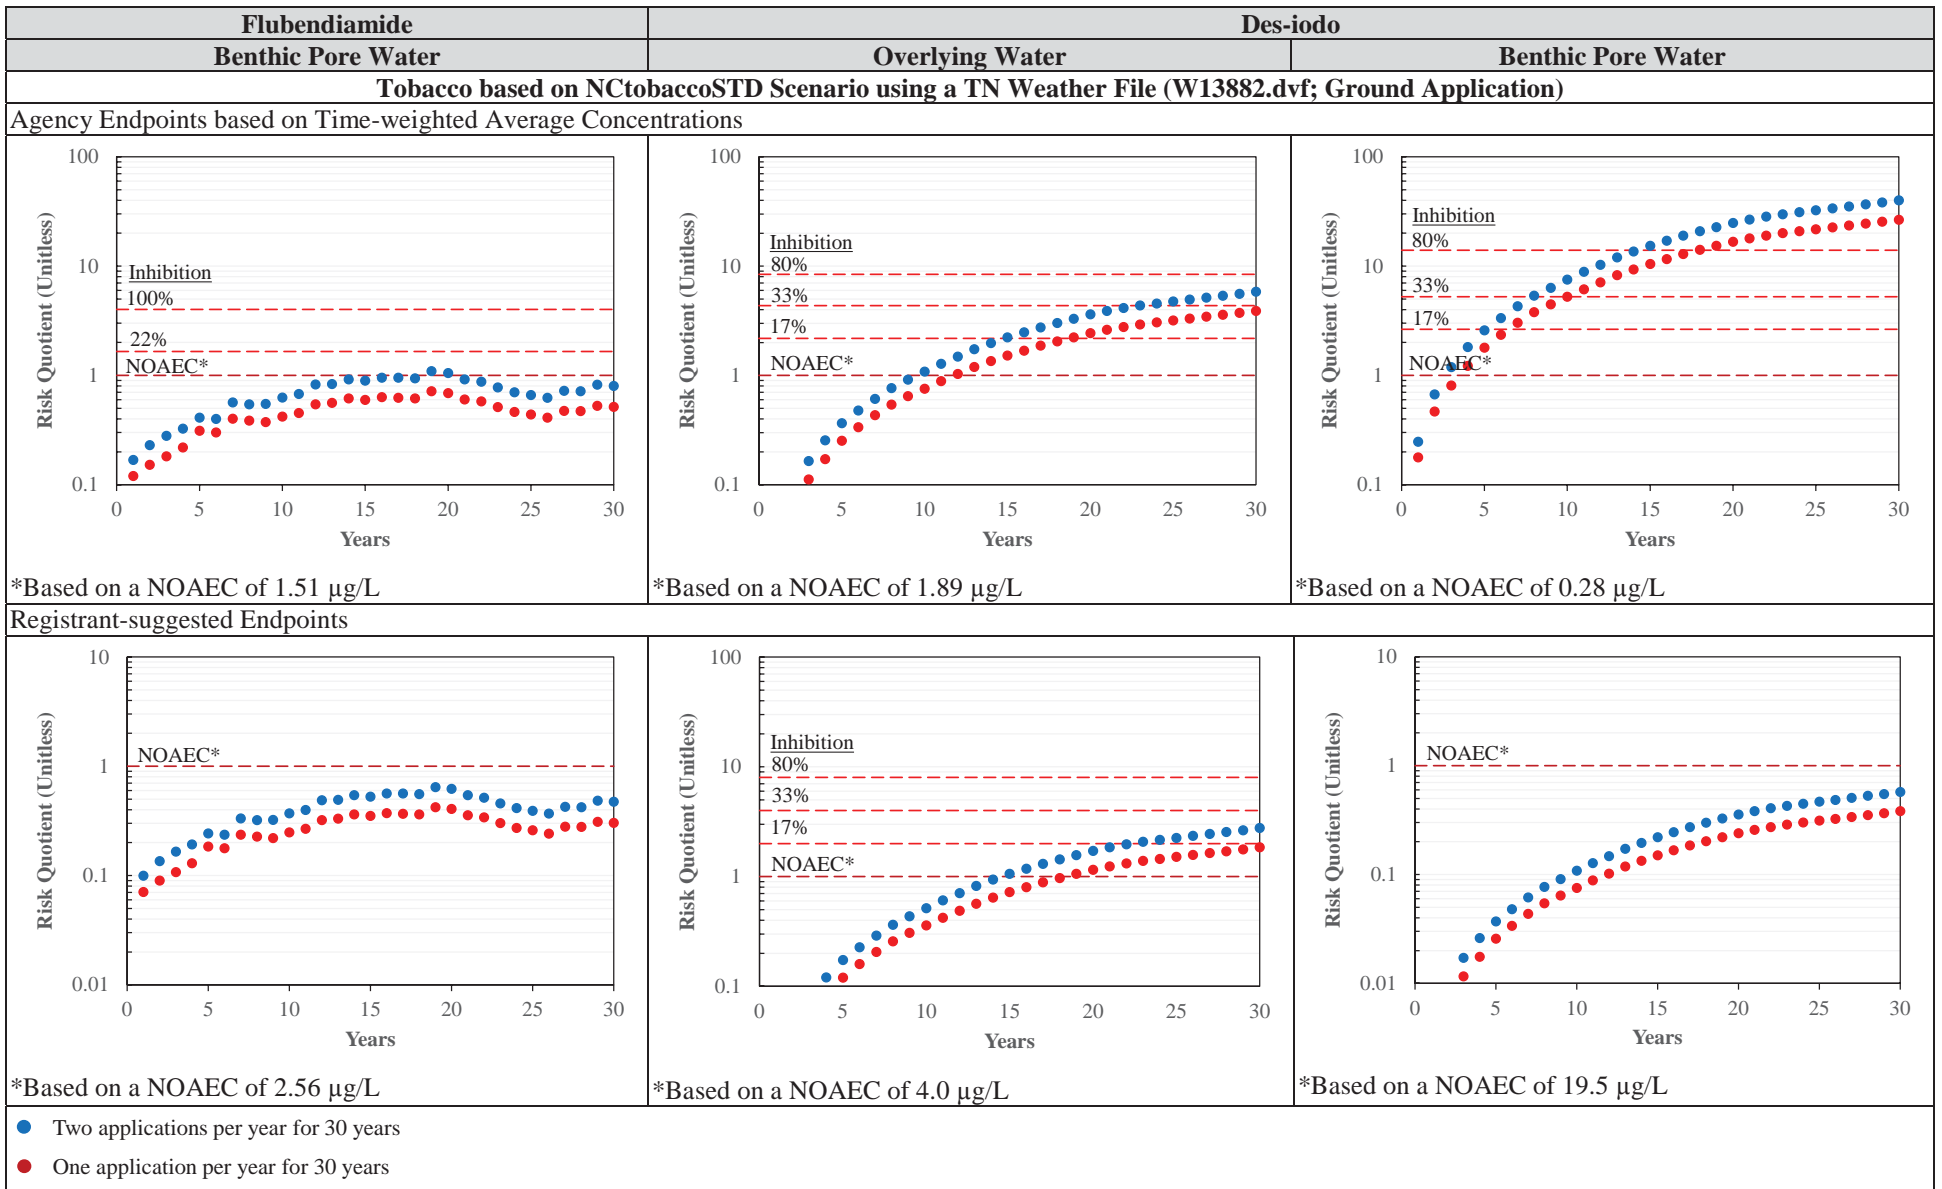 Flubendiamide
Des-iodo
Benthic Pore Water
Overlying Water
Benthic Pore Water
Tobacco based on NCtobaccoSTD Scenario using a TN Weather File (W13882.dvf; Ground Application)
Agency Endpoints based on Time-weighted Average Concentrations
Risk Quotient (Unitless)
100
10
1
0.1
Inhibition
100%
22%
NOAEC*
0 5 10 15 20 25 30
Years
*Based on a NOAEC of 1.51 µg/L
Risk Quotient (Unitless)
100
10
1
0.1
Inhibition
80%
33%
17%
NOAEC*
0 5 10 15 20 25 30
Years
*Based on a NOAEC of 1.89 µg/L
Risk Quotient (Unitless)
100
10
1
0.1
Inhibition
80%
33%
17%
NOAEC*
0 5 10 15 20 25 30
Years
*Based on a NOAEC of 0.28 µg/L
Registrant-suggested Endpoints
Risk Quotient (Unitless)
10
1
0.1
0.01
NOAEC*
0 5 10 15 20 25 30
Years
*Based on a NOAEC of 2.56 µg/L
Risk Quotient (Unitless)
100
10
1
0.1
Inhibition
80%
33%
17%
NOAEC*
0 5 10 15 20 25 30
Years
*Based on a NOAEC of 4.0 µg/L
Risk Quotient (Unitless)
10
1
0.1
0.01
NOAEC*
0 5 10 15 20 25 30
Years
*Based on a NOAEC of 19.5 µg/L
Two applications per year for 30 years
One application per year for 30 years